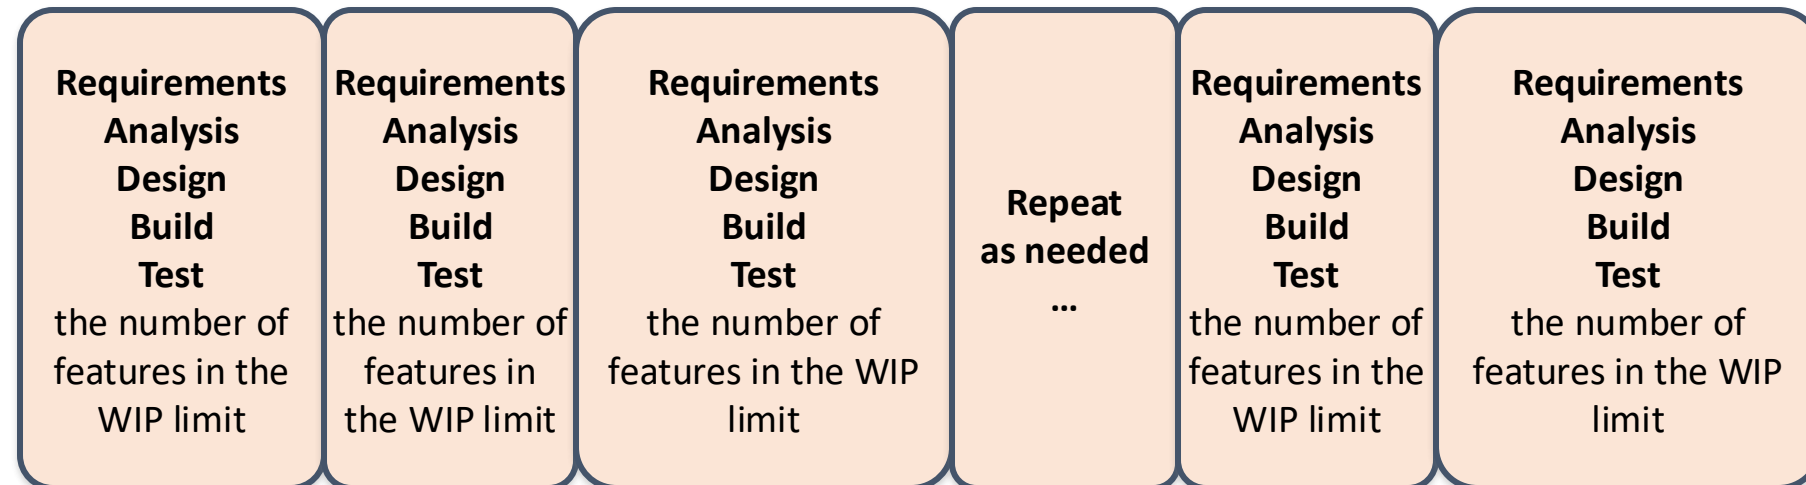 Requirements
Analysis
Design
Build
Test
the number of
features in the
WIP limit
Requirements
Analysis
Design
Build
Test
the number of
features in
the WIP limit
Requirements
Analysis
Design
Build
Test
the number of
features in the WIP
limit
Repeat
as needed
...
Requirements
Analysis
Design
Build
Test
the number of
features in the
WIP limit
Requirements
Analysis
Design
Build
Test
the number of
features in the WIP
limit